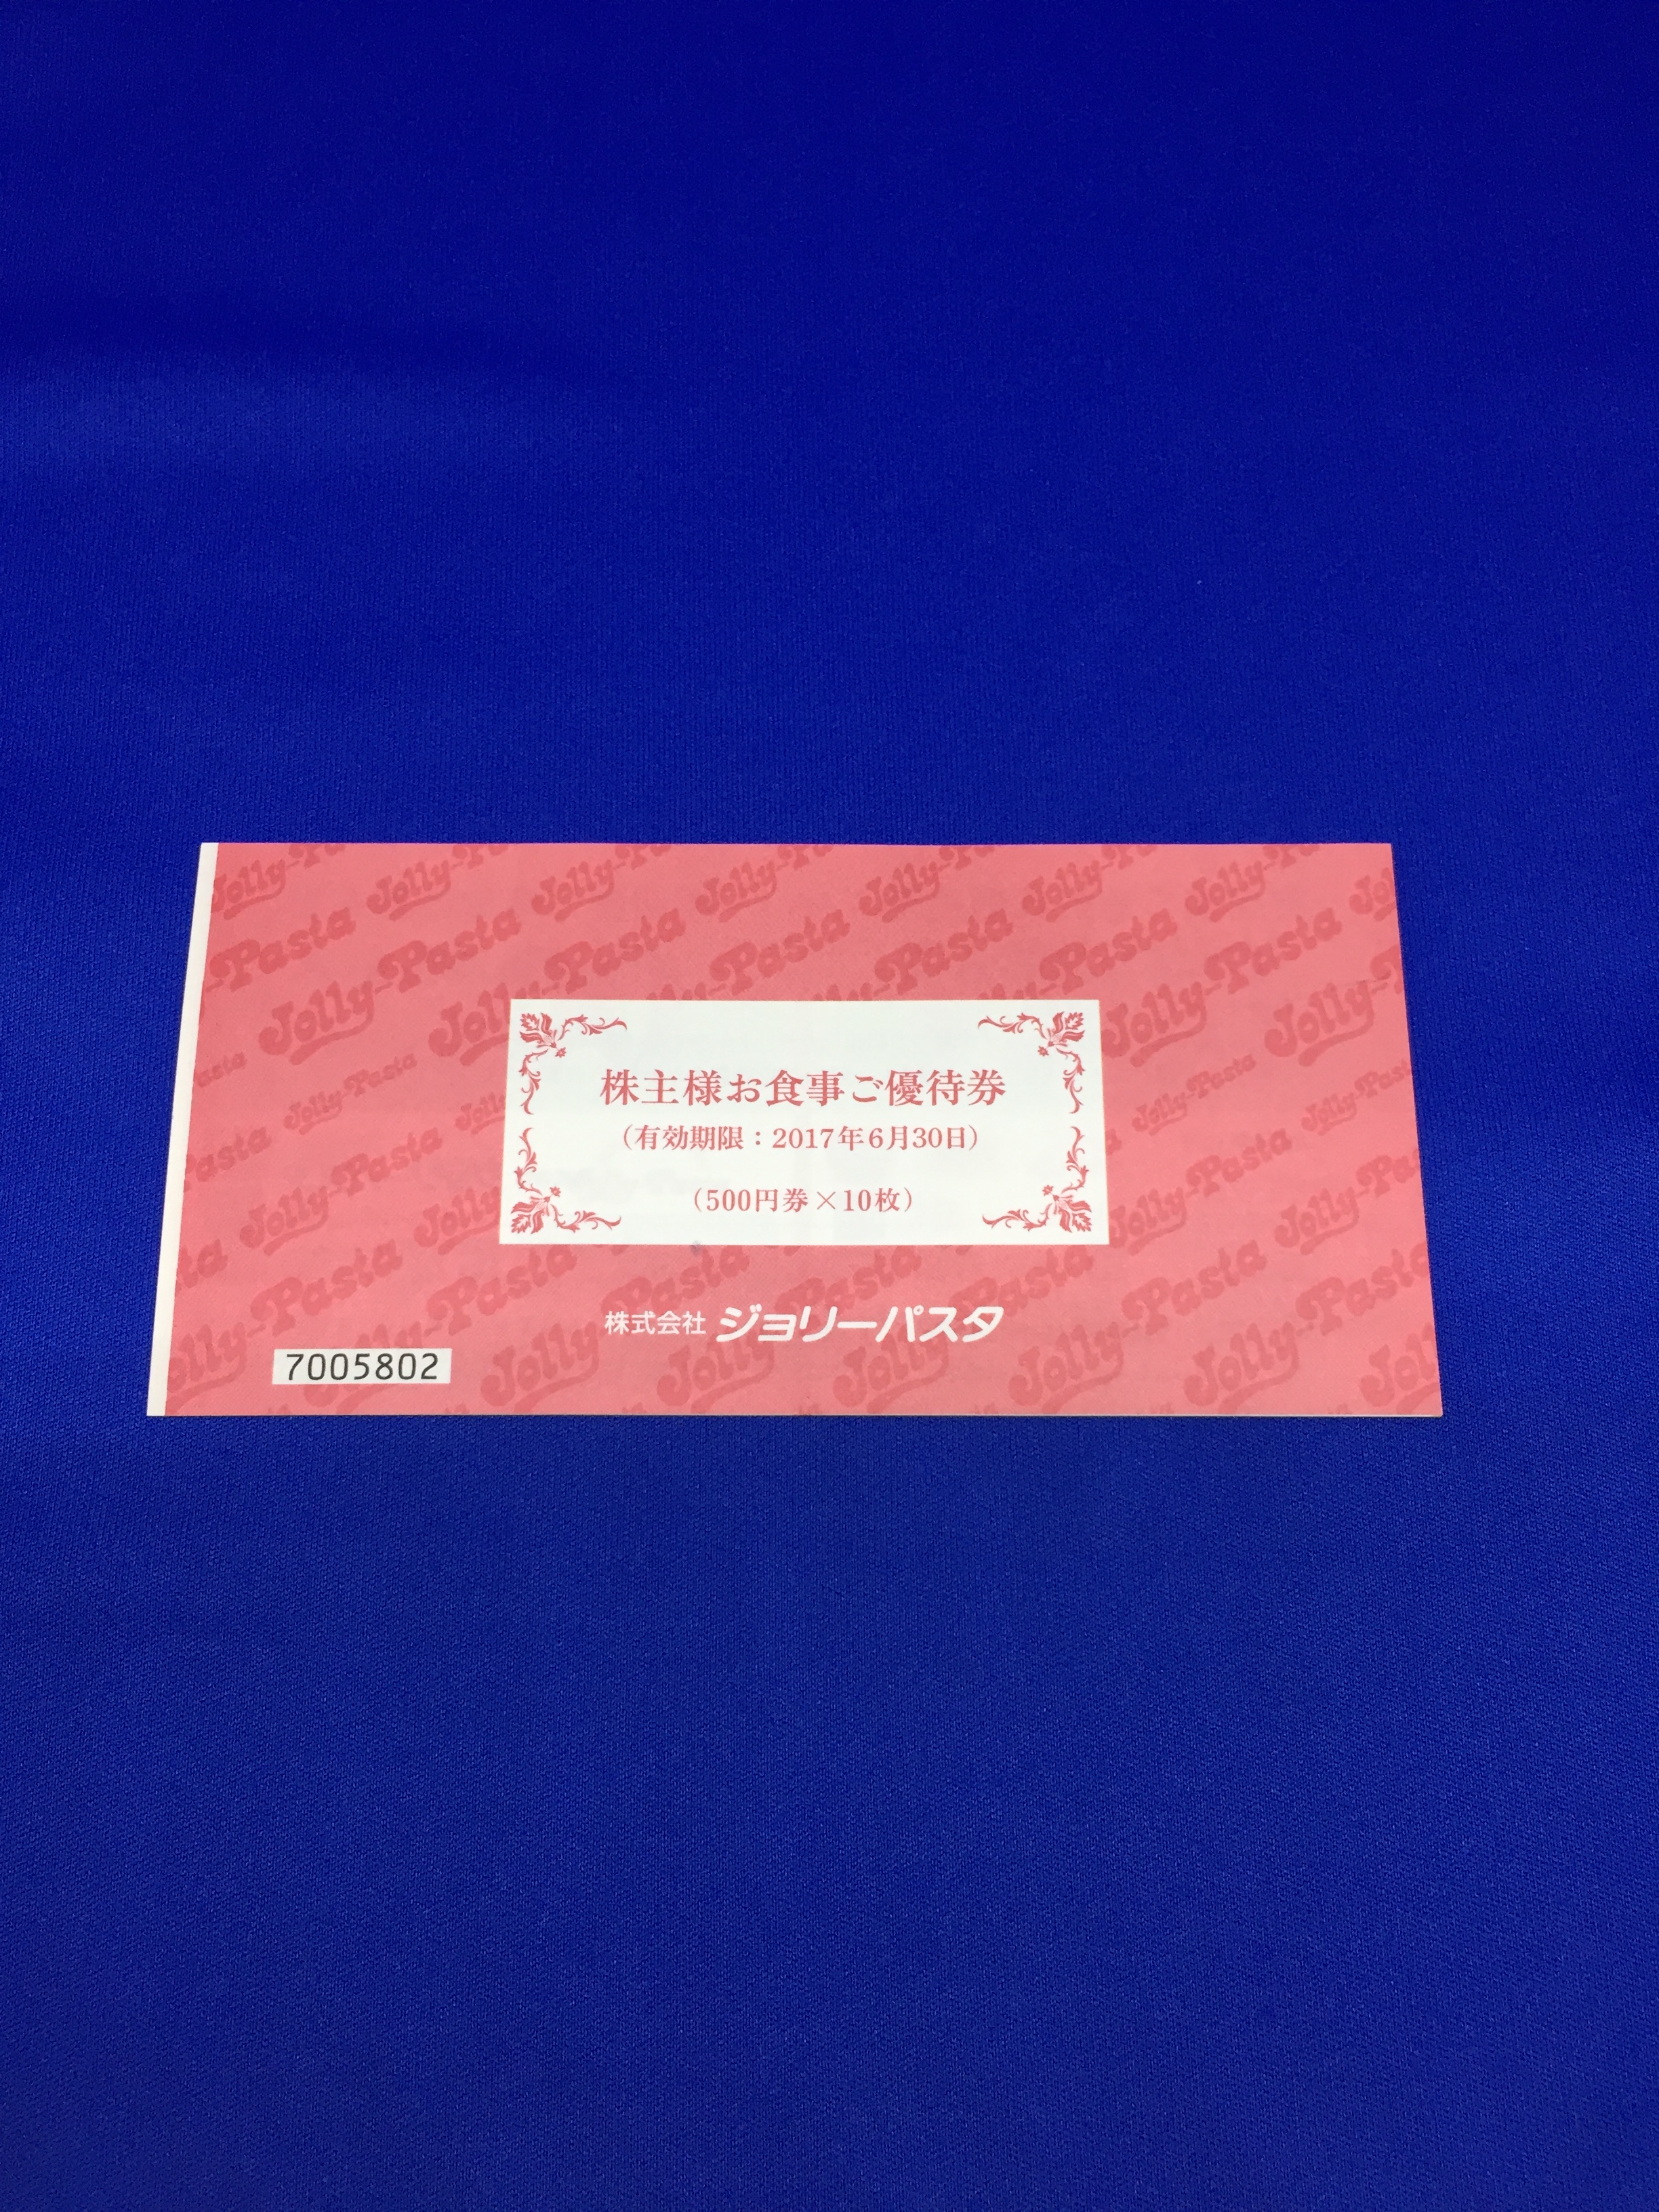 株主様お食事ご優待券
（有効期限：2017年6月30日）
（500円券×10枚）
株式会社 ジョリーパスタ
7005802
Jolly-Pasta